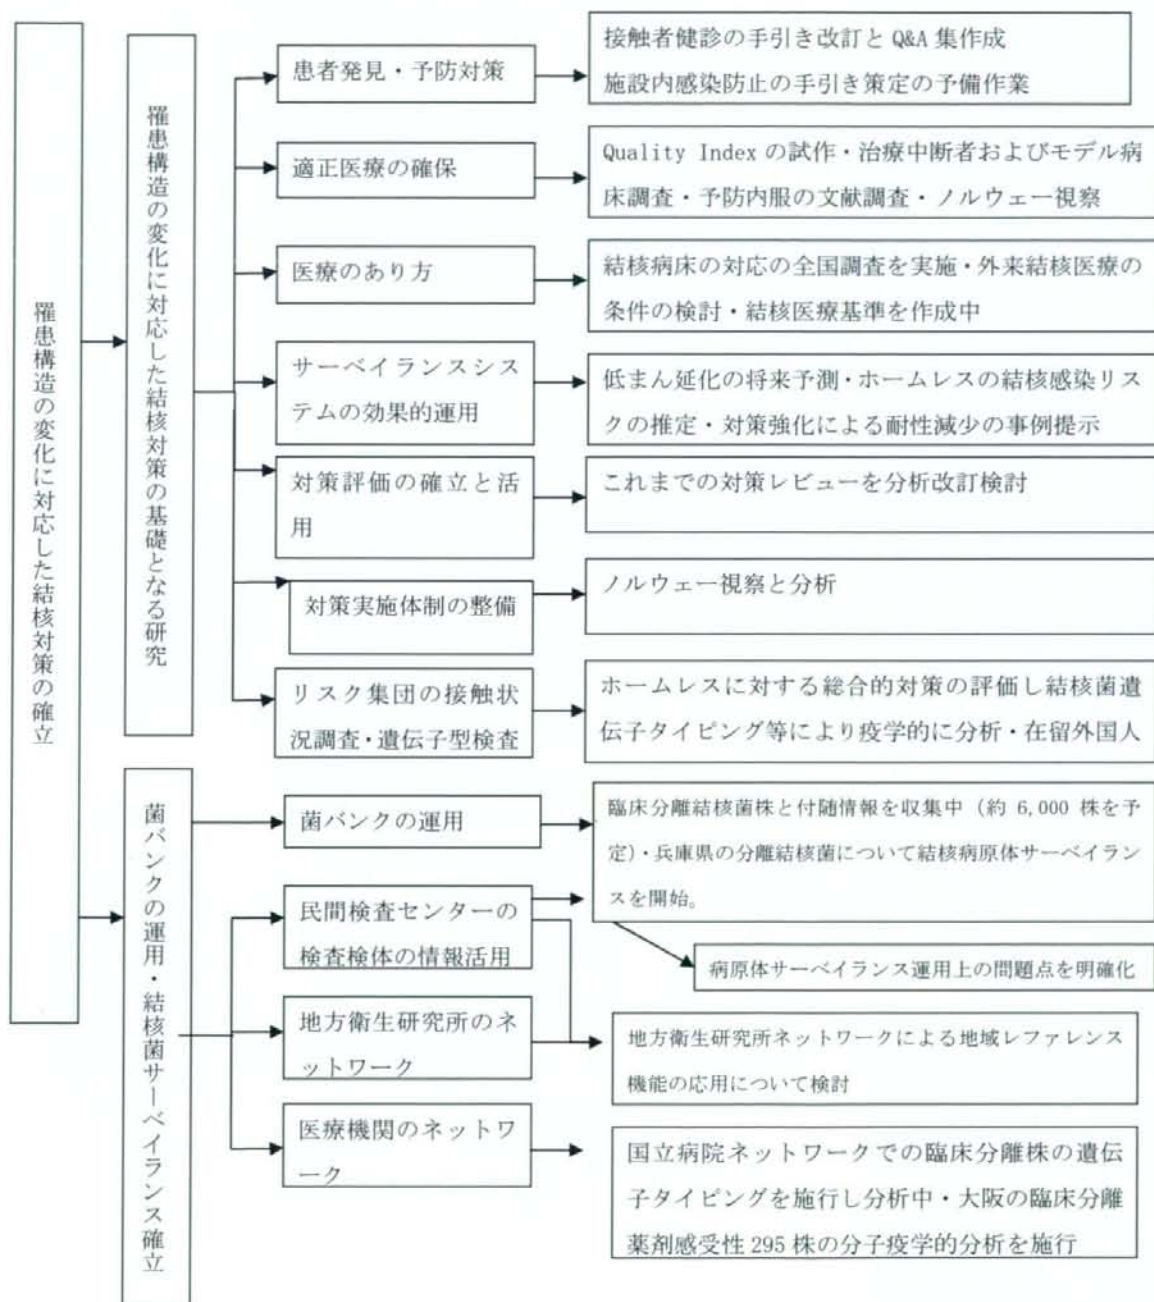 罹患構造の変化に対応した結核対策の確立
罹患構造の変化に対応した結核対策の基礎となる研究
患者発見・予防対策
接触者健診の手引き改訂と Q&A 集作成
施設内感染防止の手引き策定の予備作業
適正医療の確保
Quality Index の試作・治療中断者およびモデル病
床調査・予防内服の文献調査・ノルウェー視察
医療のあり方
結核病床の対応の全国調査を実施・外来結核医療の
条件の検討・結核医療基準を作成中
サーベイランスシス
テムの効果的運用
低まん延化の将来予測・ホームレスの結核感染リス
クの推定・対策強化による耐性減少の事例提示
対策評価の確立と活
用
これまでの対策レビューを分析改訂検討
対策実施体制の整備
ノルウェー視察と分析
リスク集団の接触状
況調査・遺伝子型検査
ホームレスに対する総合的対策の評価し結核菌遺
伝子タイピング等により疫学的に分析・在留外国人
菌バンクの運用・結核菌サーベイランス確立
菌バンクの運用
臨床分離結核菌株と付随情報を収集中（約 6,000 株を予
定）・兵庫県の分離結核菌について結核病原体サーベイラン
スを開始。
民間検査センターの
検査検体の情報活用
病原体サーベイランス運用上の問題点を明確化
地方衛生研究所のネ
ットワーク
地方衛生研究所ネットワークによる地域レファレンス
機能の応用について検討
医療機関のネットワ
ーク
国立病院ネットワークでの臨床分離株の遺伝
子タイピングを施行し分析中・大阪の臨床分離
薬剤感受性 295 株の分子疫学的分析を施行